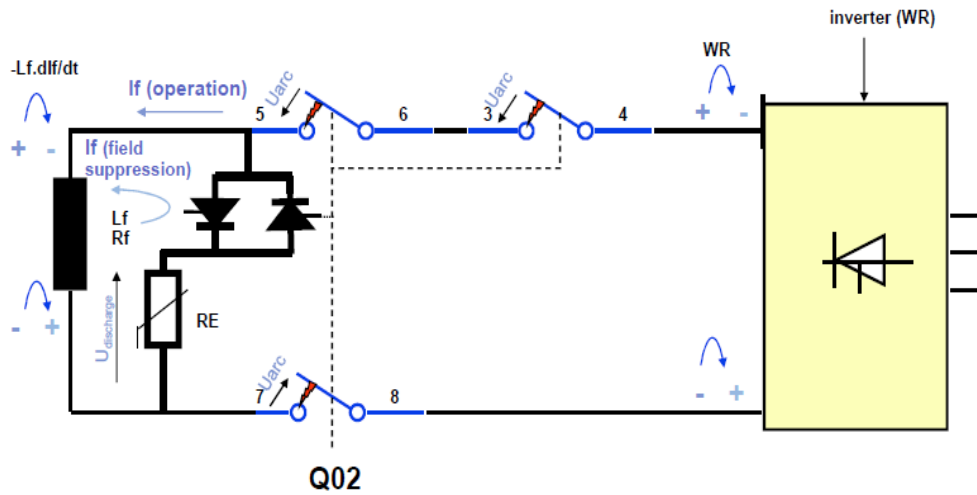 inverter (WR)
-Lf.dIf/dt
WR
If (operation)
Uarc
Uarc
5
6
3
4
+
-
+ -
If (field
suppression)
Lf
Rf
Udischarge
RE
- +
- +
Uarc
7
8
Q02